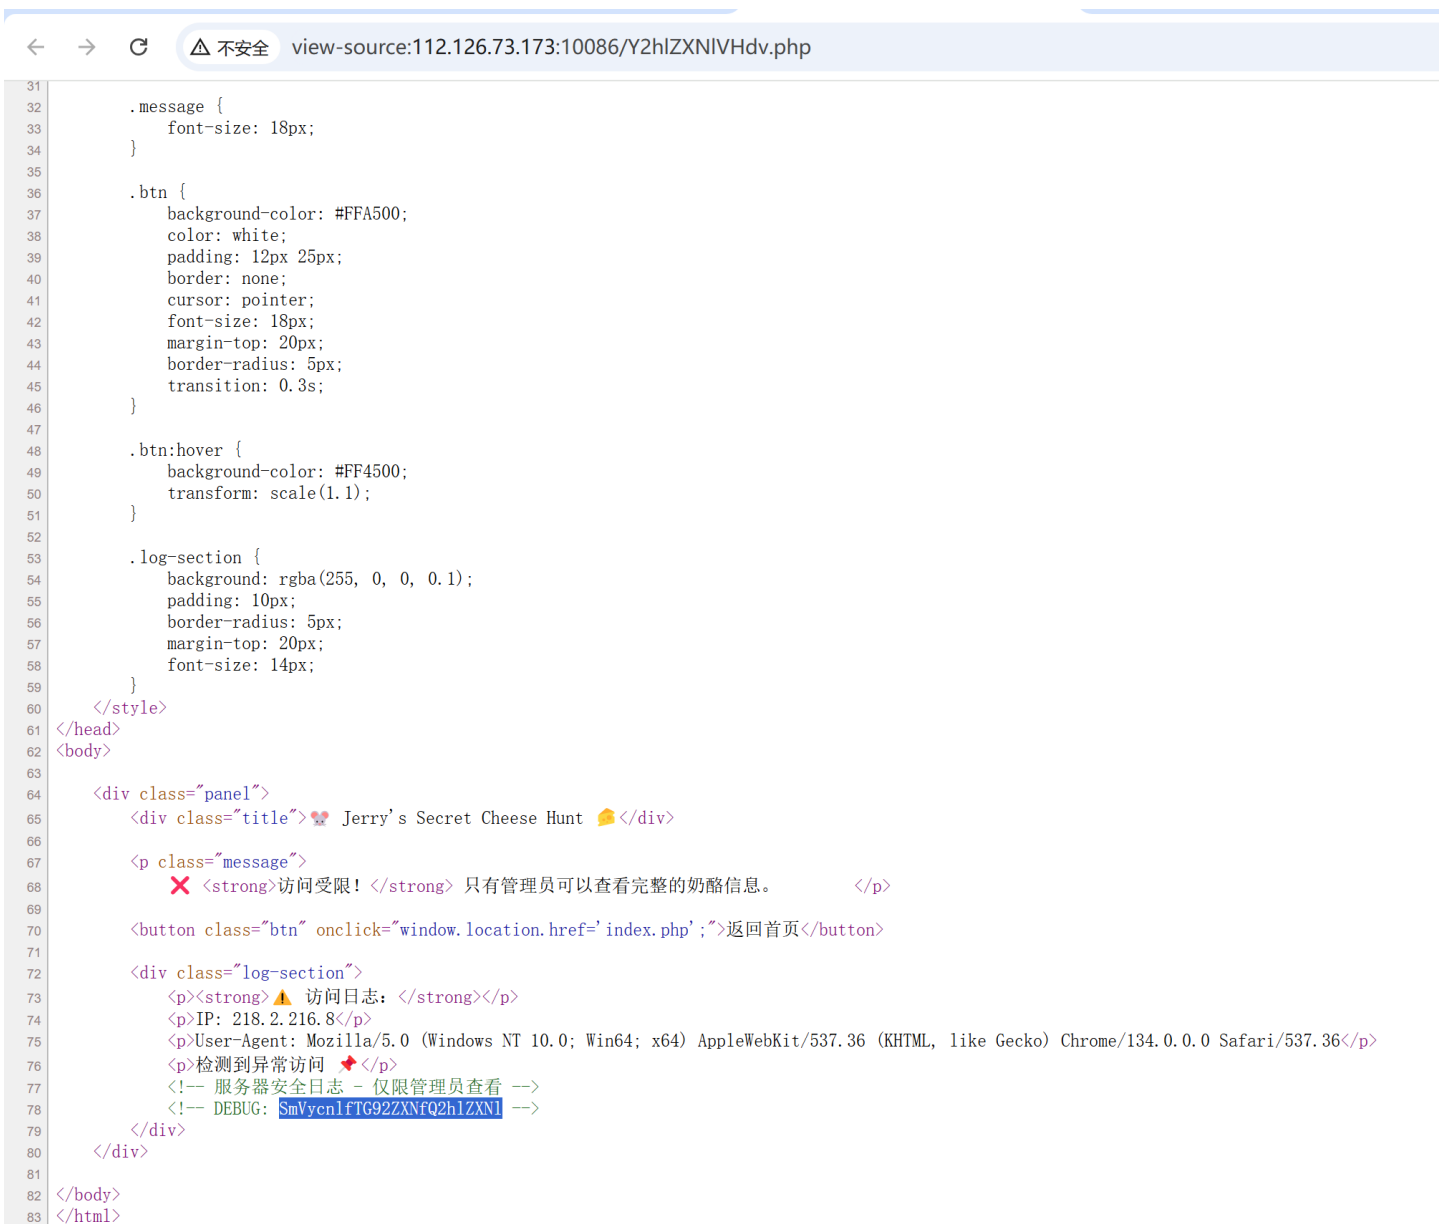 不安全 view-source:112.126.73.173:10086/Y2hlZXNlVHdv.php
31
32 .message {
33 font-size: 18px;
34 }
35
36 .btn {
37 background-color: #FFA500;
38 color: white;
39 padding: 12px 25px;
40 border: none;
41 cursor: pointer;
42 font-size: 18px;
43 margin-top: 20px;
44 border-radius: 5px;
45 transition: 0.3s;
46 }
47
48 .btn:hover {
49 background-color: #FF4500;
50 transform: scale(1.1);
51 }
52
53 .log-section {
54 background: rgba(255, 0, 0, 0.1);
55 padding: 10px;
56 border-radius: 5px;
57 margin-top: 20px;
58 font-size: 14px;
59 }
60 </style>
61 </head>
62 <body>
63
64 <div class="panel">
65 <div class="title">🐭 Jerry's Secret Cheese Hunt 🧀</div>
66
67 <p class="message">
68 ❌ <strong>访问受限！</strong> 只有管理员可以查看完整的奶酪信息。 </p>
69
70 <button class="btn" onclick="window.location.href='index.php';">返回首页</button>
71
72 <div class="log-section">
73 <p><strong>⚠️ 访问日志：</strong></p>
74 <p>IP: 218.2.216.8</p>
75 <p>User-Agent: Mozilla/5.0 (Windows NT 10.0; Win64; x64) AppleWebKit/537.36 (KHTML, like Gecko) Chrome/134.0.0.0 Safari/537.36</p>
76 <p>检测到异常访问 📌</p>
77 <!-- 服务器安全日志 - 仅限管理员查看 -->
78 <!-- DEBUG: SmVycnlfTG92ZXNfQ2hlZXNl -->
79 </div>
80 </div>
81
82 </body>
83 </html>